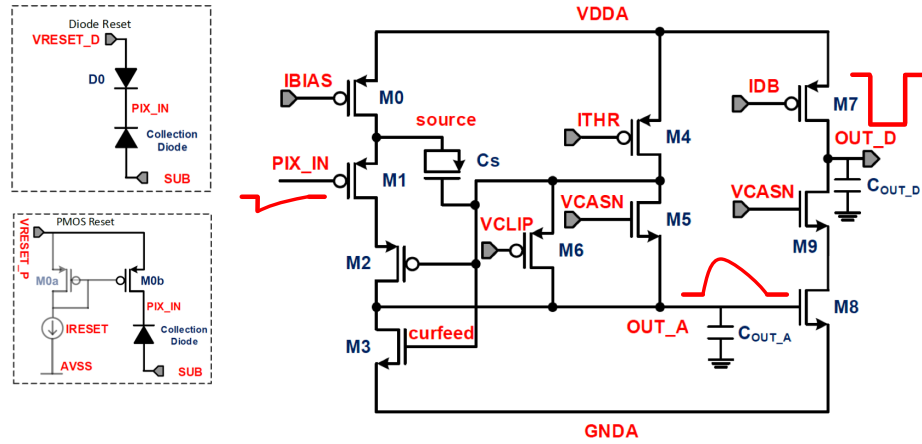 Diode Reset
VRESET_D
D0
PIX_IN
Collection
Diode
SUB
PMOS Reset
VRESET_P
M0a
M0b
PIX_IN
IRESET
Collection
Diode
AVSS
SUB
VDDA
IBIAS
M0
source
ITHR
M4
IDB
M7
OUT_D
PIX_IN
M1
Cs
VCLIP
VCASN
M5
M6
VCASN
M9
COUT_D
M2
OUT_A
M8
M3
curfeed
COUT_A
GNDA